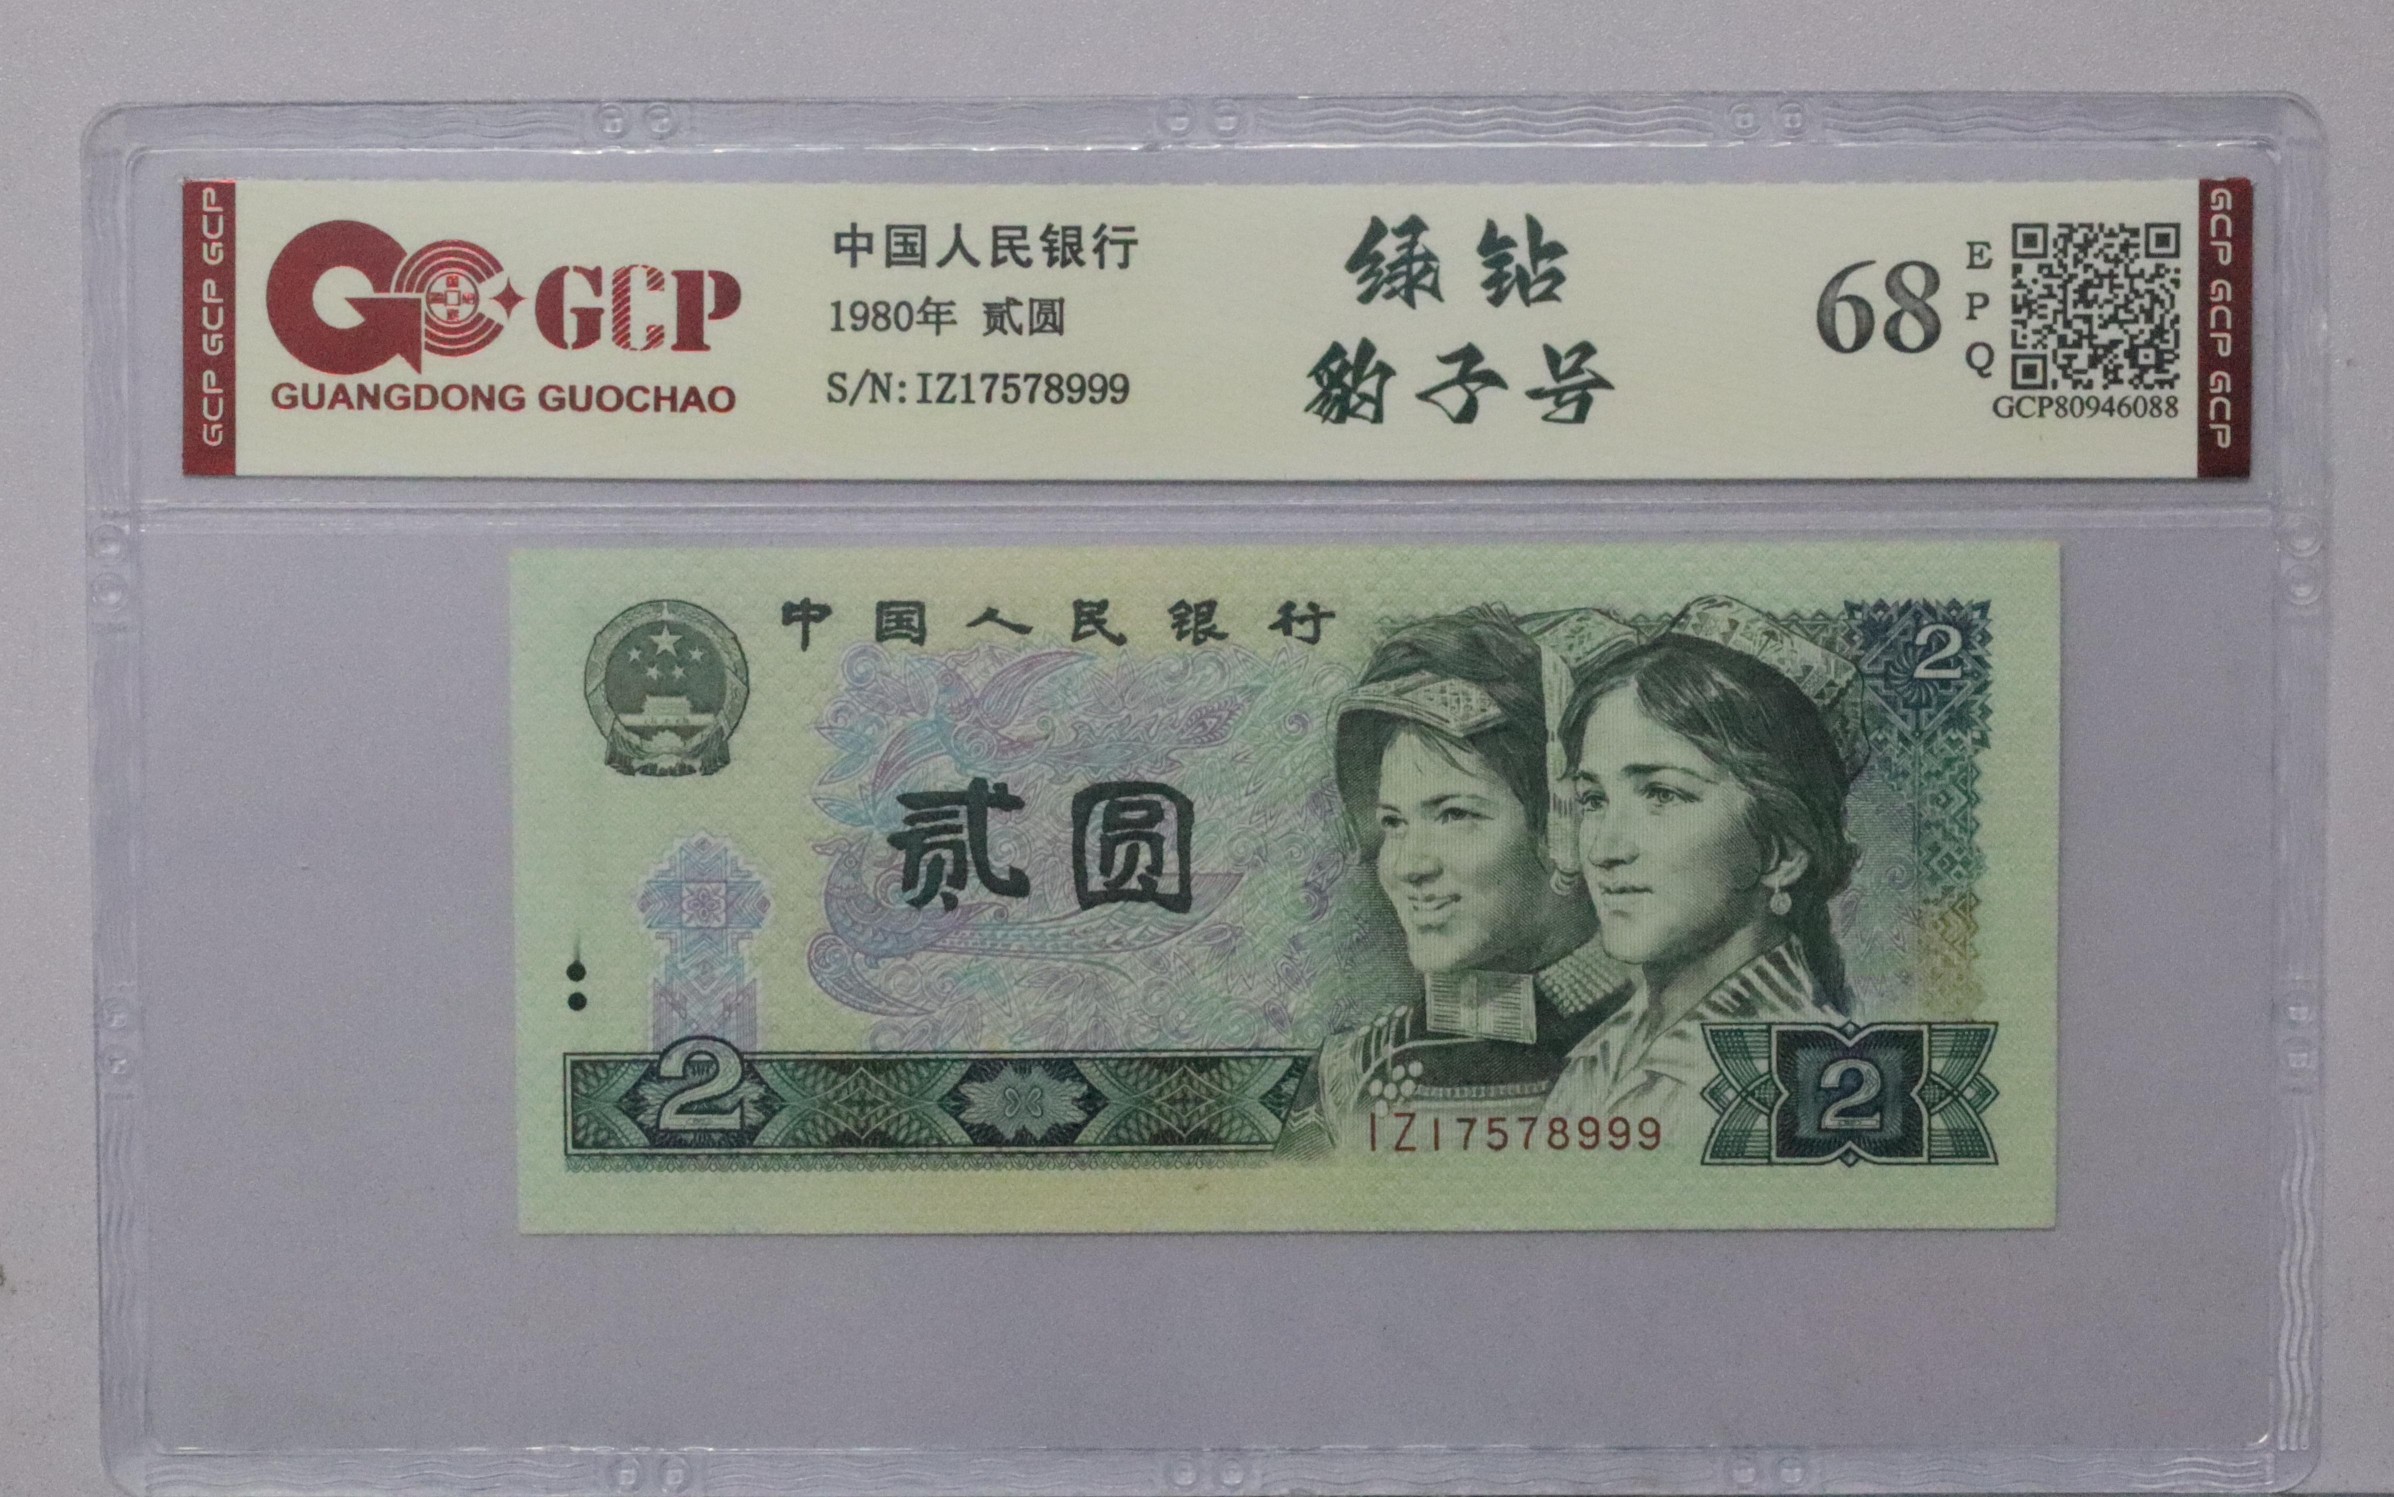 GCP GCP GCP
GCP
GUANGDONG GUOCHAO
中国人民银行
1980年 贰圆
S/N: IZ17578999
绿钻
豹子号
68
EPQ
GCP80946088
GCP GCP GCP
中国人民银行
2
贰圆
2
IZ17578999
2